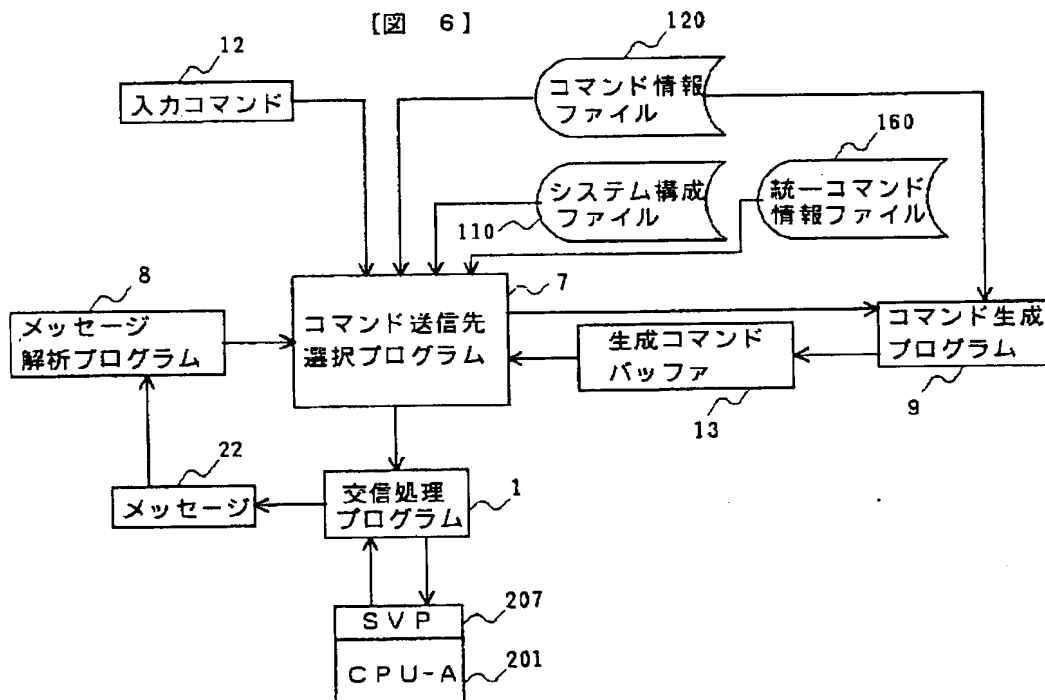 [図 6]
12
入力コマンド
120
コマンド情報
ファイル
160
システム構成
ファイル
110
統一コマンド
情報ファイル
8
メッセージ
解析プログラム
7
コマンド送信先
選択プログラム
生成コマンド
バッファ
13
コマンド生成
プログラム
9
22
メッセージ
交信処理
プログラム
1
SVP
207
CPU-A
201